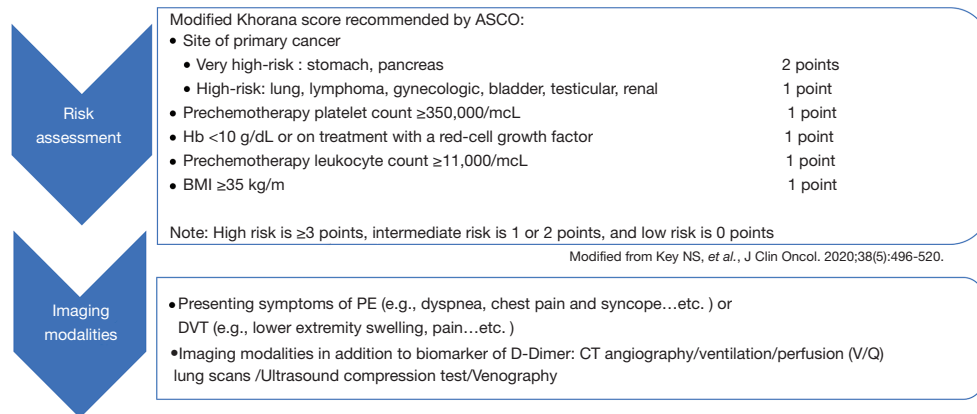 Risk
assessment
Modified Khorana score recommended by ASCO:
• Site of primary cancer
• Very high-risk : stomach, pancreas 2 points
• High-risk: lung, lymphoma, gynecologic, bladder, testicular, renal 1 point
• Prechemotherapy platelet count ≥350,000/mcL 1 point
• Hb <10 g/dL or on treatment with a red-cell growth factor 1 point
• Prechemotherapy leukocyte count ≥11,000/mcL 1 point
• BMI ≥35 kg/m 1 point
Note: High risk is ≥3 points, intermediate risk is 1 or 2 points, and low risk is 0 points
Modified from Key NS, et al., J Clin Oncol. 2020;38(5):496-520.
Imaging
modalities
•Presenting symptoms of PE (e.g., dyspnea, chest pain and syncope…etc. ) or
DVT (e.g., lower extremity swelling, pain…etc. )
•Imaging modalities in addition to biomarker of D-Dimer: CT angiography/ventilation/perfusion (V/Q)
lung scans /Ultrasound compression test/Venography